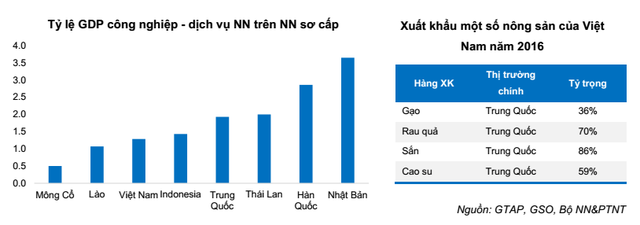 Tỷ lệ GDP công nghiệp - dịch vụ NN trên NN sơ cấp
4.0
3.5
3.0
2.5
2.0
1.5
1.0
0.5
0.0
Mông Cổ Lào Việt Nam Indonesia Trung Thái Lan Hàn Nhật Bản
Quốc Quốc
Xuất khẩu một số nông sản của Việt
Nam năm 2016
Hàng XK Thị trường chính Tỷ trọng
Gạo Trung Quốc 36%
Rau quả Trung Quốc 70%
Sắn Trung Quốc 86%
Cao su Trung Quốc 59%
Nguồn: GTAP, GSO, Bộ NN&PTNT